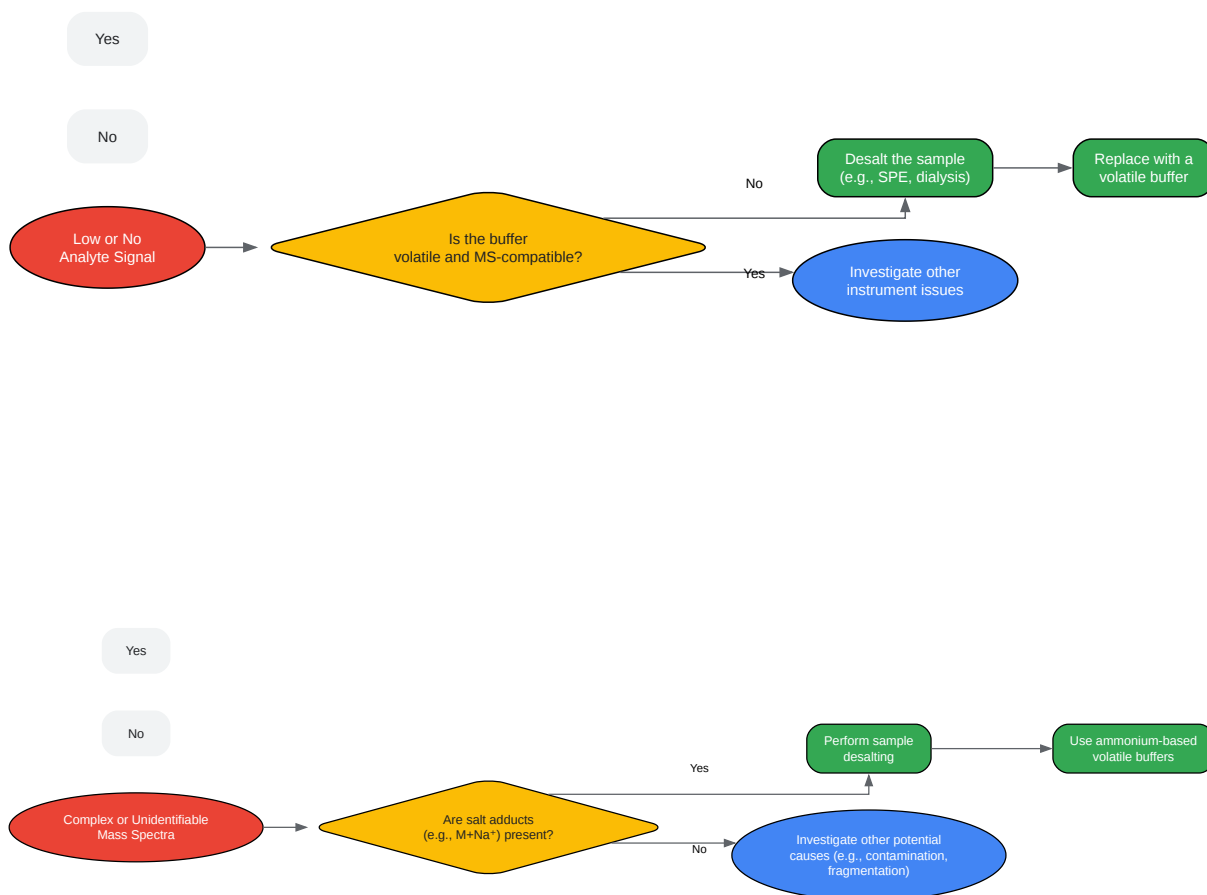 Yes
No
Low or No
Analyte Signal
Is the buffer
volatile and MS-compatible?
No
Yes
Desalt the sample
(e.g., SPE, dialysis)
Replace with a
volatile buffer
Investigate other
instrument issues
Yes
No
Complex or Unidentifiable
Mass Spectra
Are salt adducts
(e.g., M+Na⁺) present?
Yes
No
Perform sample
desalting
Use ammonium-based
volatile buffers
Investigate other potential
causes (e.g., contamination,
fragmentation)